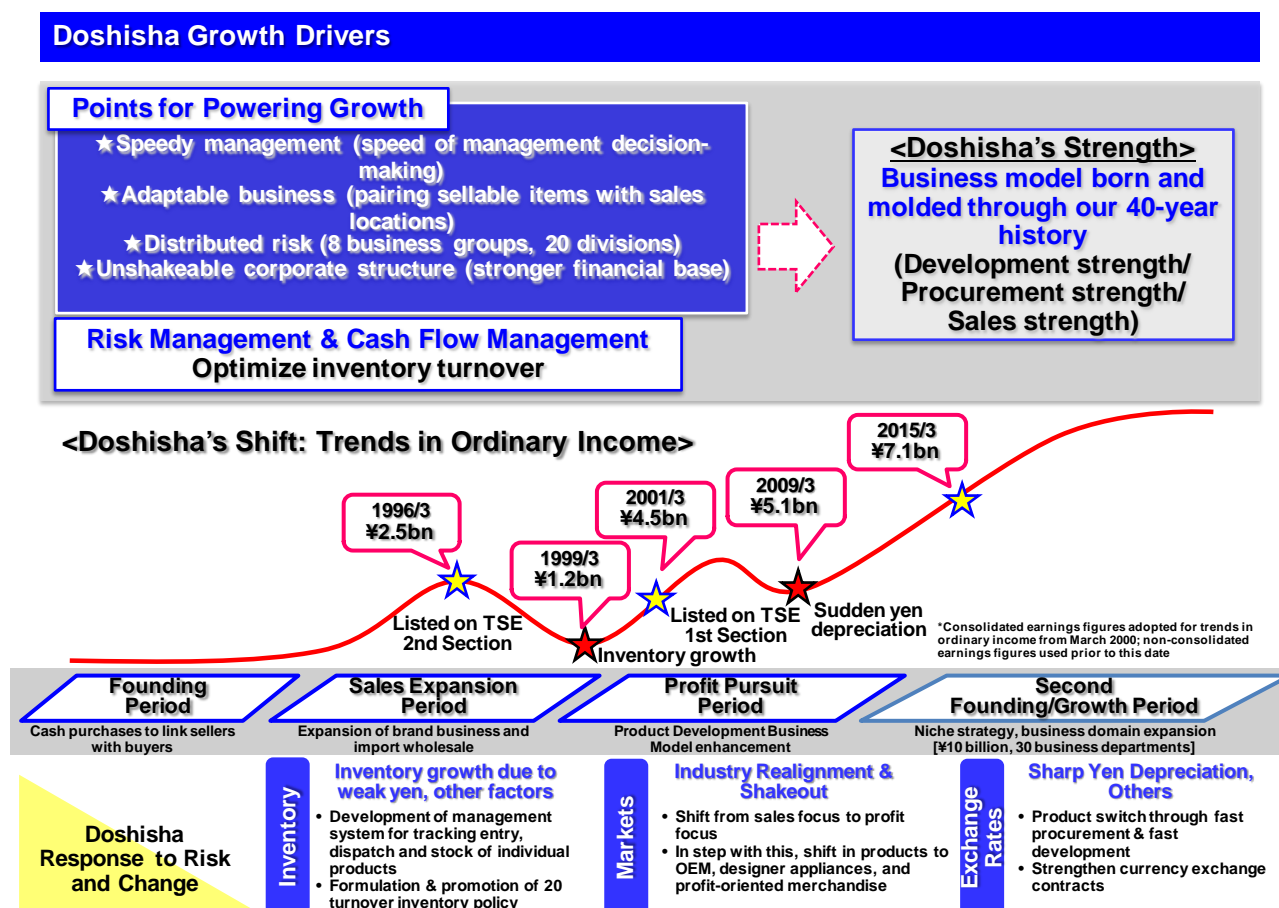 Doshisha Growth Drivers
Points for Powering Growth
★Speedy management (speed of management decision-
making)
★Adaptable business (pairing sellable items with sales
locations)
★Distributed risk (8 business groups, 20 divisions)
★Unshakeable corporate structure (stronger financial base)
Risk Management & Cash Flow Management
Optimize inventory turnover
<Doshisha's Strength>
Business model born and
molded through our 40-year
history
(Development strength/
Procurement strength/
Sales strength)
<Doshisha's Shift: Trends in Ordinary Income>
1996/3
¥2.5bn
1999/3
¥1.2bn
2001/3
¥4.5bn
2009/3
¥5.1bn
2015/3
¥7.1bn
Listed on TSE
2nd Section
Inventory growth
Listed on TSE
1st Section
Sudden yen
depreciation
*Consolidated earnings figures adopted for trends in
ordinary income from March 2000; non-consolidated
earnings figures used prior to this date
Founding
Period
Cash purchases to link sellers
with buyers
Sales Expansion
Period
Expansion of brand business and
import wholesale
Profit Pursuit
Period
Product Development Business
Model enhancement
Second
Founding/Growth Period
Niche strategy, business domain expansion
[¥10 billion, 30 business departments]
Doshisha
Response to Risk
and Change
Inventory
Inventory growth due to
weak yen, other factors
• Development of management
system for tracking entry,
dispatch and stock of individual
products
• Formulation & promotion of 20
turnover inventory policy
Markets
Industry Realignment &
Shakeout
• Shift from sales focus to profit
focus
• In step with this, shift in products to
OEM, designer appliances, and
profit-oriented merchandise
Exchange
Rates
Sharp Yen Depreciation,
Others
• Product switch through fast
procurement & fast
development
• Strengthen currency exchange
contracts